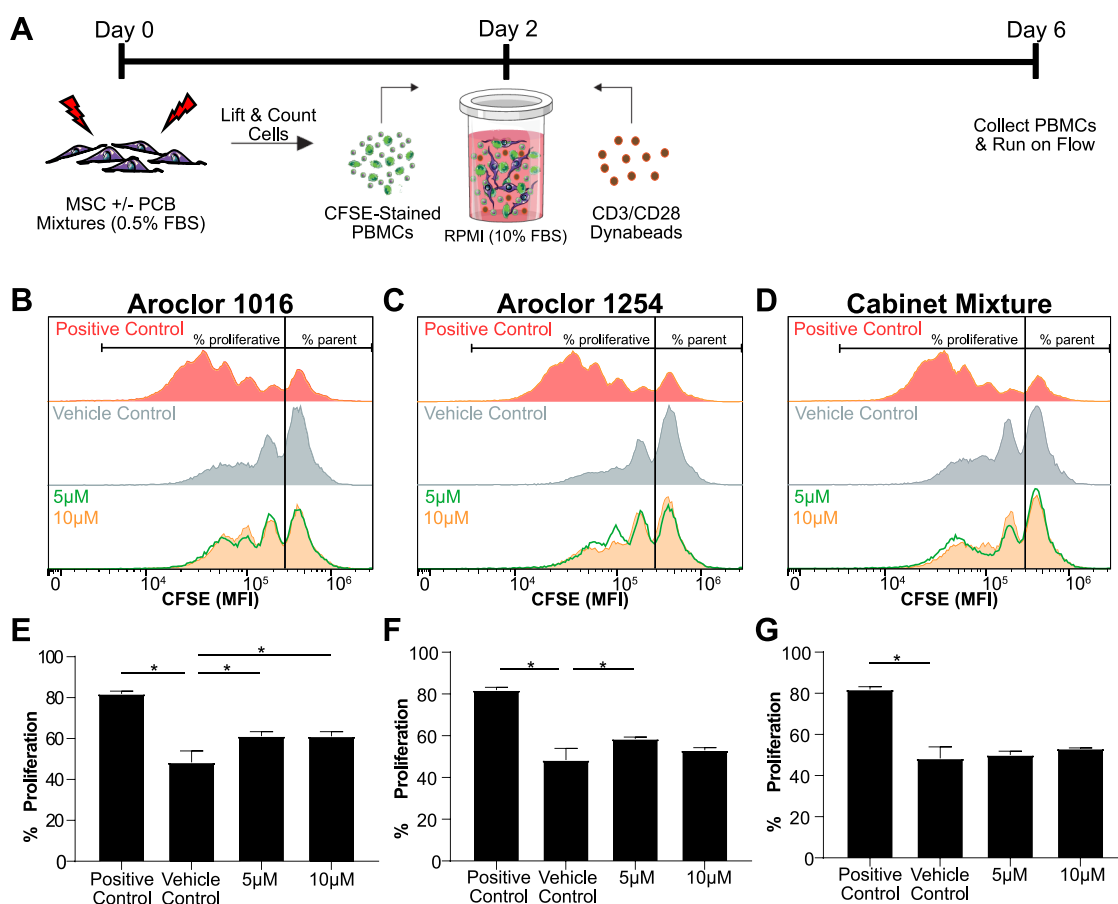 A
Day 0
Day 2
Day 6
Lift & Count
Cells
MSC +/- PCB
Mixtures (0.5% FBS)
CFSE-Stained
PBMCs
RPMI (10% FBS)
CD3/CD28
Dynabeads
Collect PBMCs
& Run on Flow
B
Aroclor 1016
Positive Control
% proliferative
% parent
Vehicle Control
5µM
10µM
0
10⁴
10⁵
10⁶
CFSE (MFI)
C
Aroclor 1254
Positive Control
% proliferative
% parent
Vehicle Control
5µM
10µM
0
10⁴
10⁵
10⁶
CFSE (MFI)
D
Cabinet Mixture
Positive Control
% proliferative
% parent
Vehicle Control
5µM
10µM
0
10⁴
10⁵
10⁶
CFSE (MFI)
E
% Proliferation
100
80
60
40
20
0
* * *
Positive Control
Vehicle Control
5µM
10µM
F
% Proliferation
100
80
60
40
20
0
* *
Positive Control
Vehicle Control
5µM
10µM
G
% Proliferation
100
80
60
40
20
0
*
Positive Control
Vehicle Control
5µM
10µM